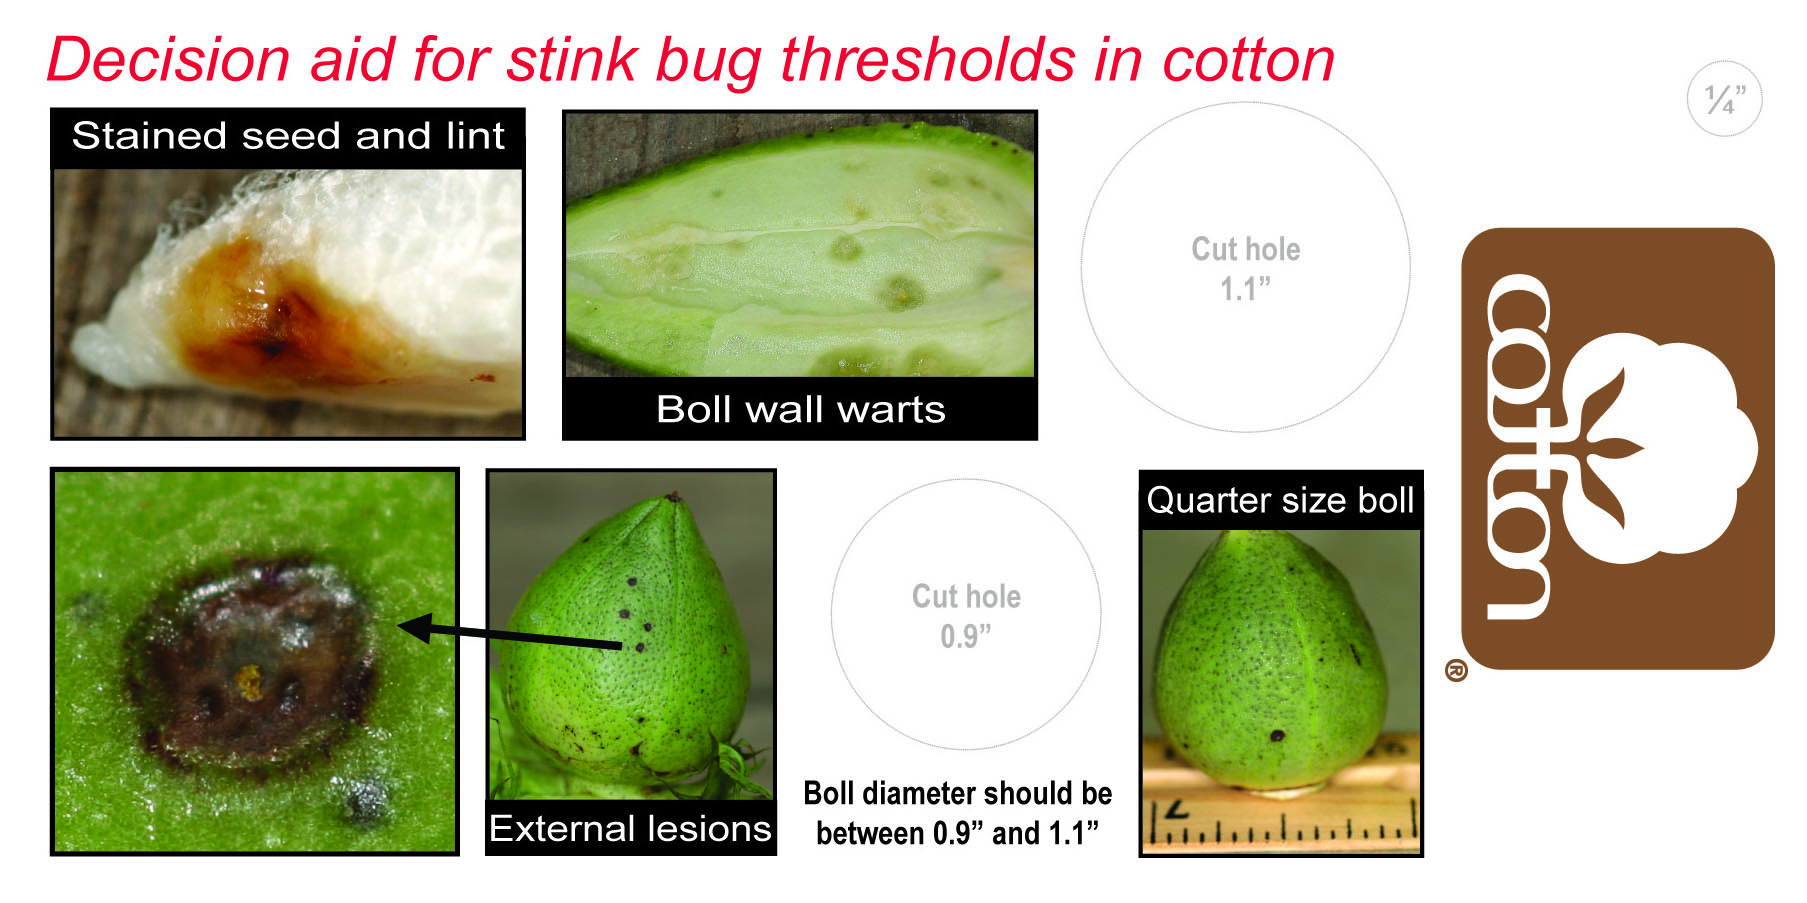 Decision aid for stink bug thresholds in cotton
¼”
Stained seed and lint
Boll wall warts
Cut hole
1.1”
cotton
®
External lesions
Cut hole
0.9”
Boll diameter should be
between 0.9” and 1.1”
Quarter size boll
7